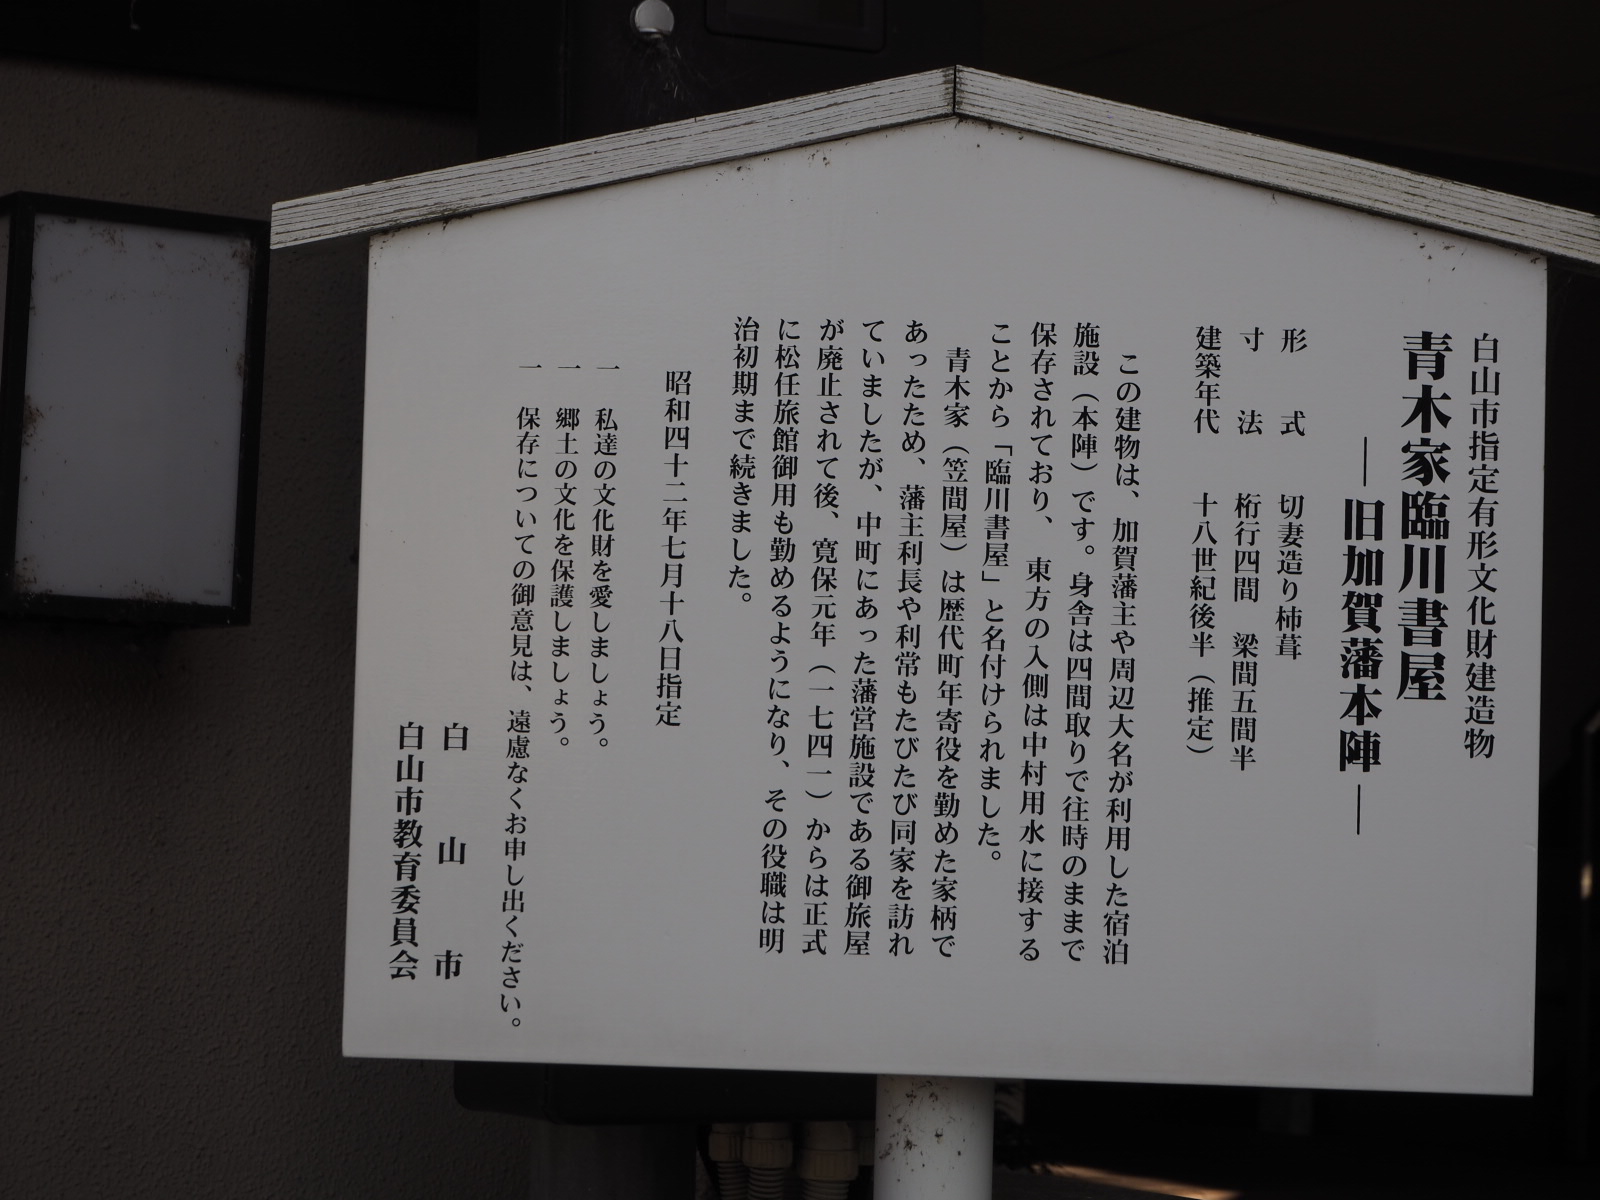 白山市指定有形文化財建造物
青木家臨川書屋
―旧加賀藩本陣―
形　式　切妻造り柿葺
寸　法　桁行四間　梁間五間半
建築年代　十八世紀後半（推定）
この建物は、加賀藩主や周辺大名が利用した宿泊
施設（本陣）です。身舎は四間取りで往時のままで
保存されており、東方の入側は中村用水に接する
ことから「臨川書屋」と名付けられました。
青木家（笠間屋）は歴代町年寄役を勤めた家柄で
あったため、藩主利長や利常もたびたび同家を訪れ
ていましたが、中町にあった藩営施設である御旅屋
が廃止されて後、寛保元年（一七四一）からは正式
に松任旅館御用も勤めるようになり、その役職は明
治初期まで続きました。
昭和四十二年七月十八日指定
一　私達の文化財を愛しましょう。
一　郷土の文化を保護しましょう。
一　保存についての御意見は、遠慮なくお申し出ください。
白山市
白山市教育委員会